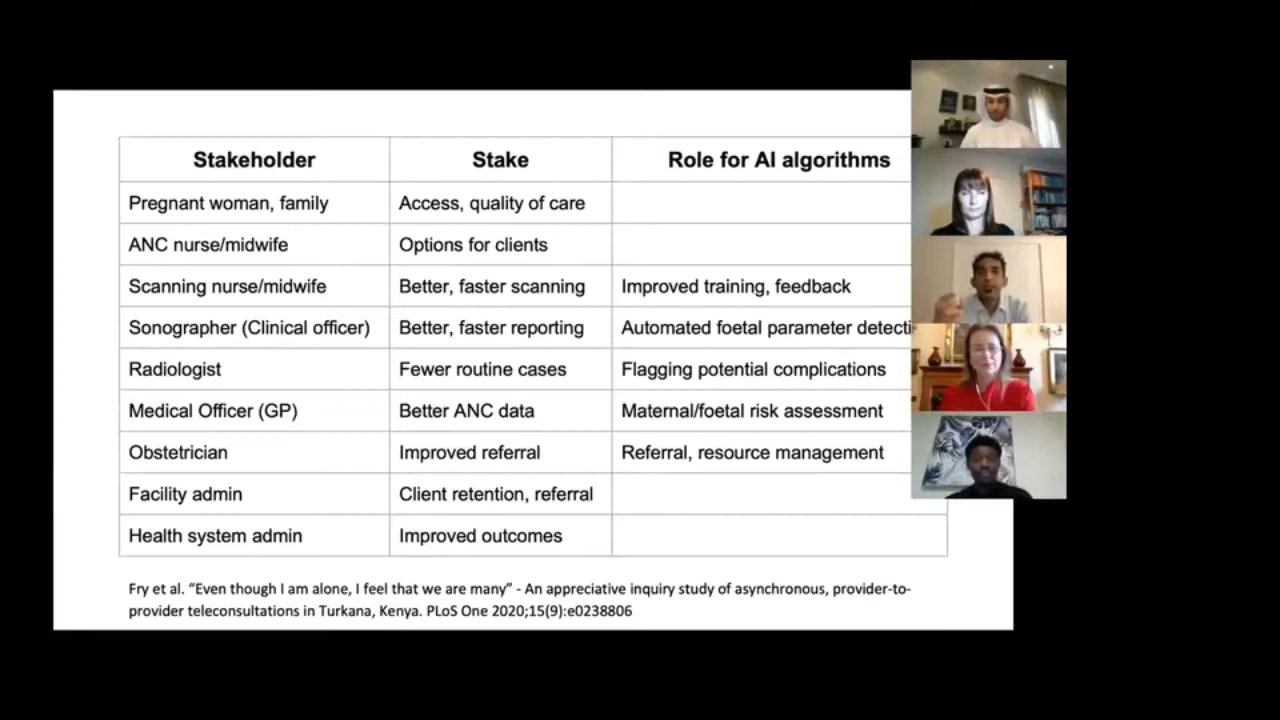 Stakeholder Stake Role for AI algorithms
Pregnant woman, family Access, quality of care
ANC nurse/midwife Options for clients
Scanning nurse/midwife Better, faster scanning Improved training, feedback
Sonographer (Clinical officer) Better, faster reporting Automated foetal parameter detecti
Radiologist Fewer routine cases Flagging potential complications
Medical Officer (GP) Better ANC data Maternal/foetal risk assessment
Obstetrician Improved referral Referral, resource management
Facility admin Client retention, referral
Health system admin Improved outcomes
Fry et al. “Even though I am alone, I feel that we are many” - An appreciative inquiry study of asynchronous, provider-to-
provider teleconsultations in Turkana, Kenya. PLoS One 2020;15(9):e0238806